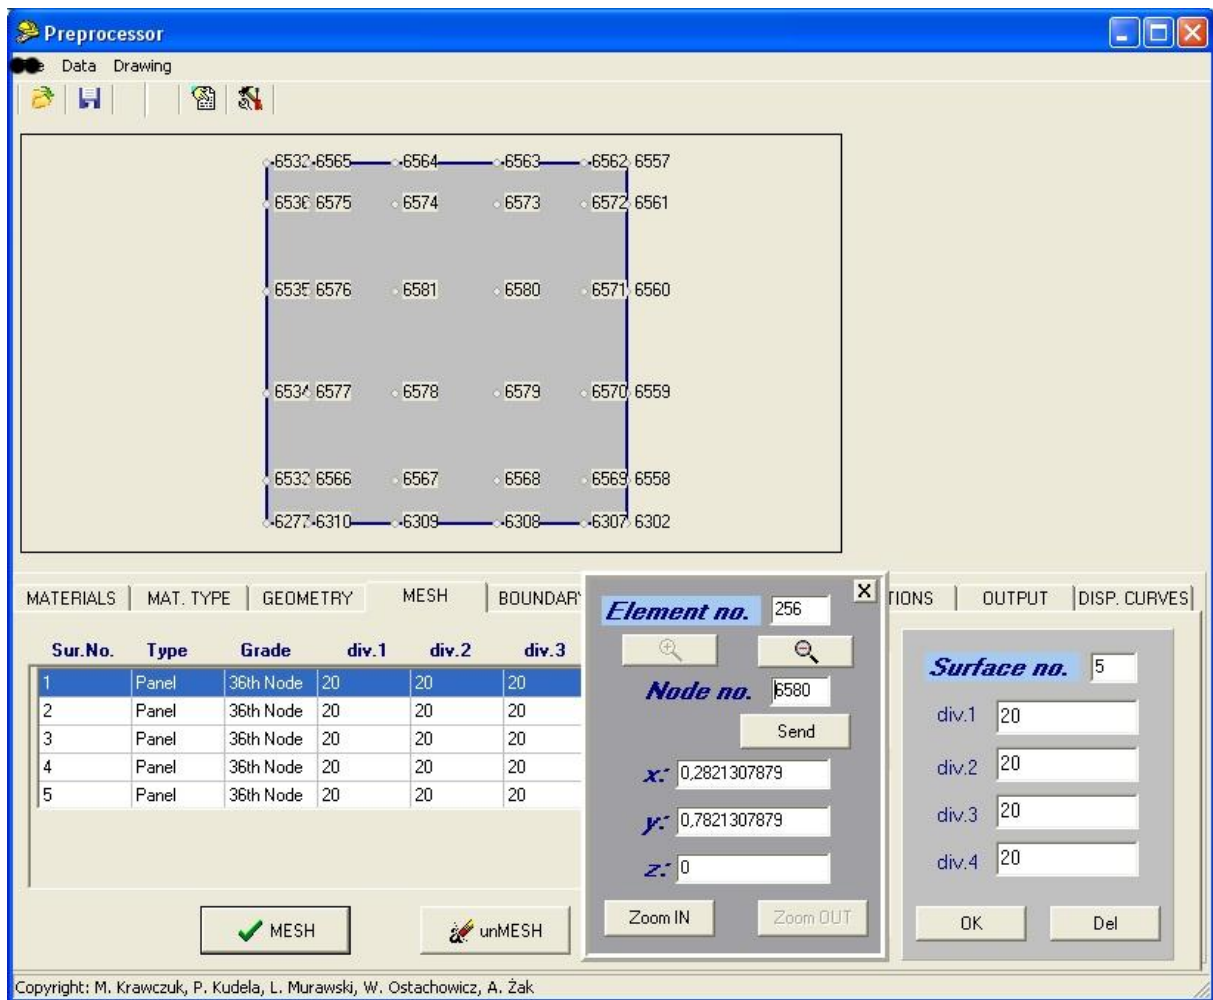 Preprocessor
Data Drawing
6532 6565 6564 6563 6562 6557
6536 6575 6574 6573 6572 6561
6535 6576 6581 6580 6571 6560
6534 6577 6578 6579 6570 6559
6533 6566 6567 6568 6569 6558
6277 6310 6309 6308 6307 6302
MATERIALS MAT. TYPE GEOMETRY MESH BOUNDAR TIONS OUTPUT DISP. CURVES
Sur.No. Type Grade div.1 div.2 div.3
1 Panel 36th Node 20 20 20
2 Panel 36th Node 20 20 20
3 Panel 36th Node 20 20 20
4 Panel 36th Node 20 20 20
5 Panel 36th Node 20 20 20
MESH unMESH
Element no. 256
Node no. 6580
Send
x: 0,2821307879
y: 0,7821307879
z: 0
Zoom IN Zoom OUT
Surface no. 5
div.1 20
div.2 20
div.3 20
div.4 20
OK Del
Copyright: M. Krawczuk, P. Kudela, L. Murawski, W. Ostachowicz, A. Żak